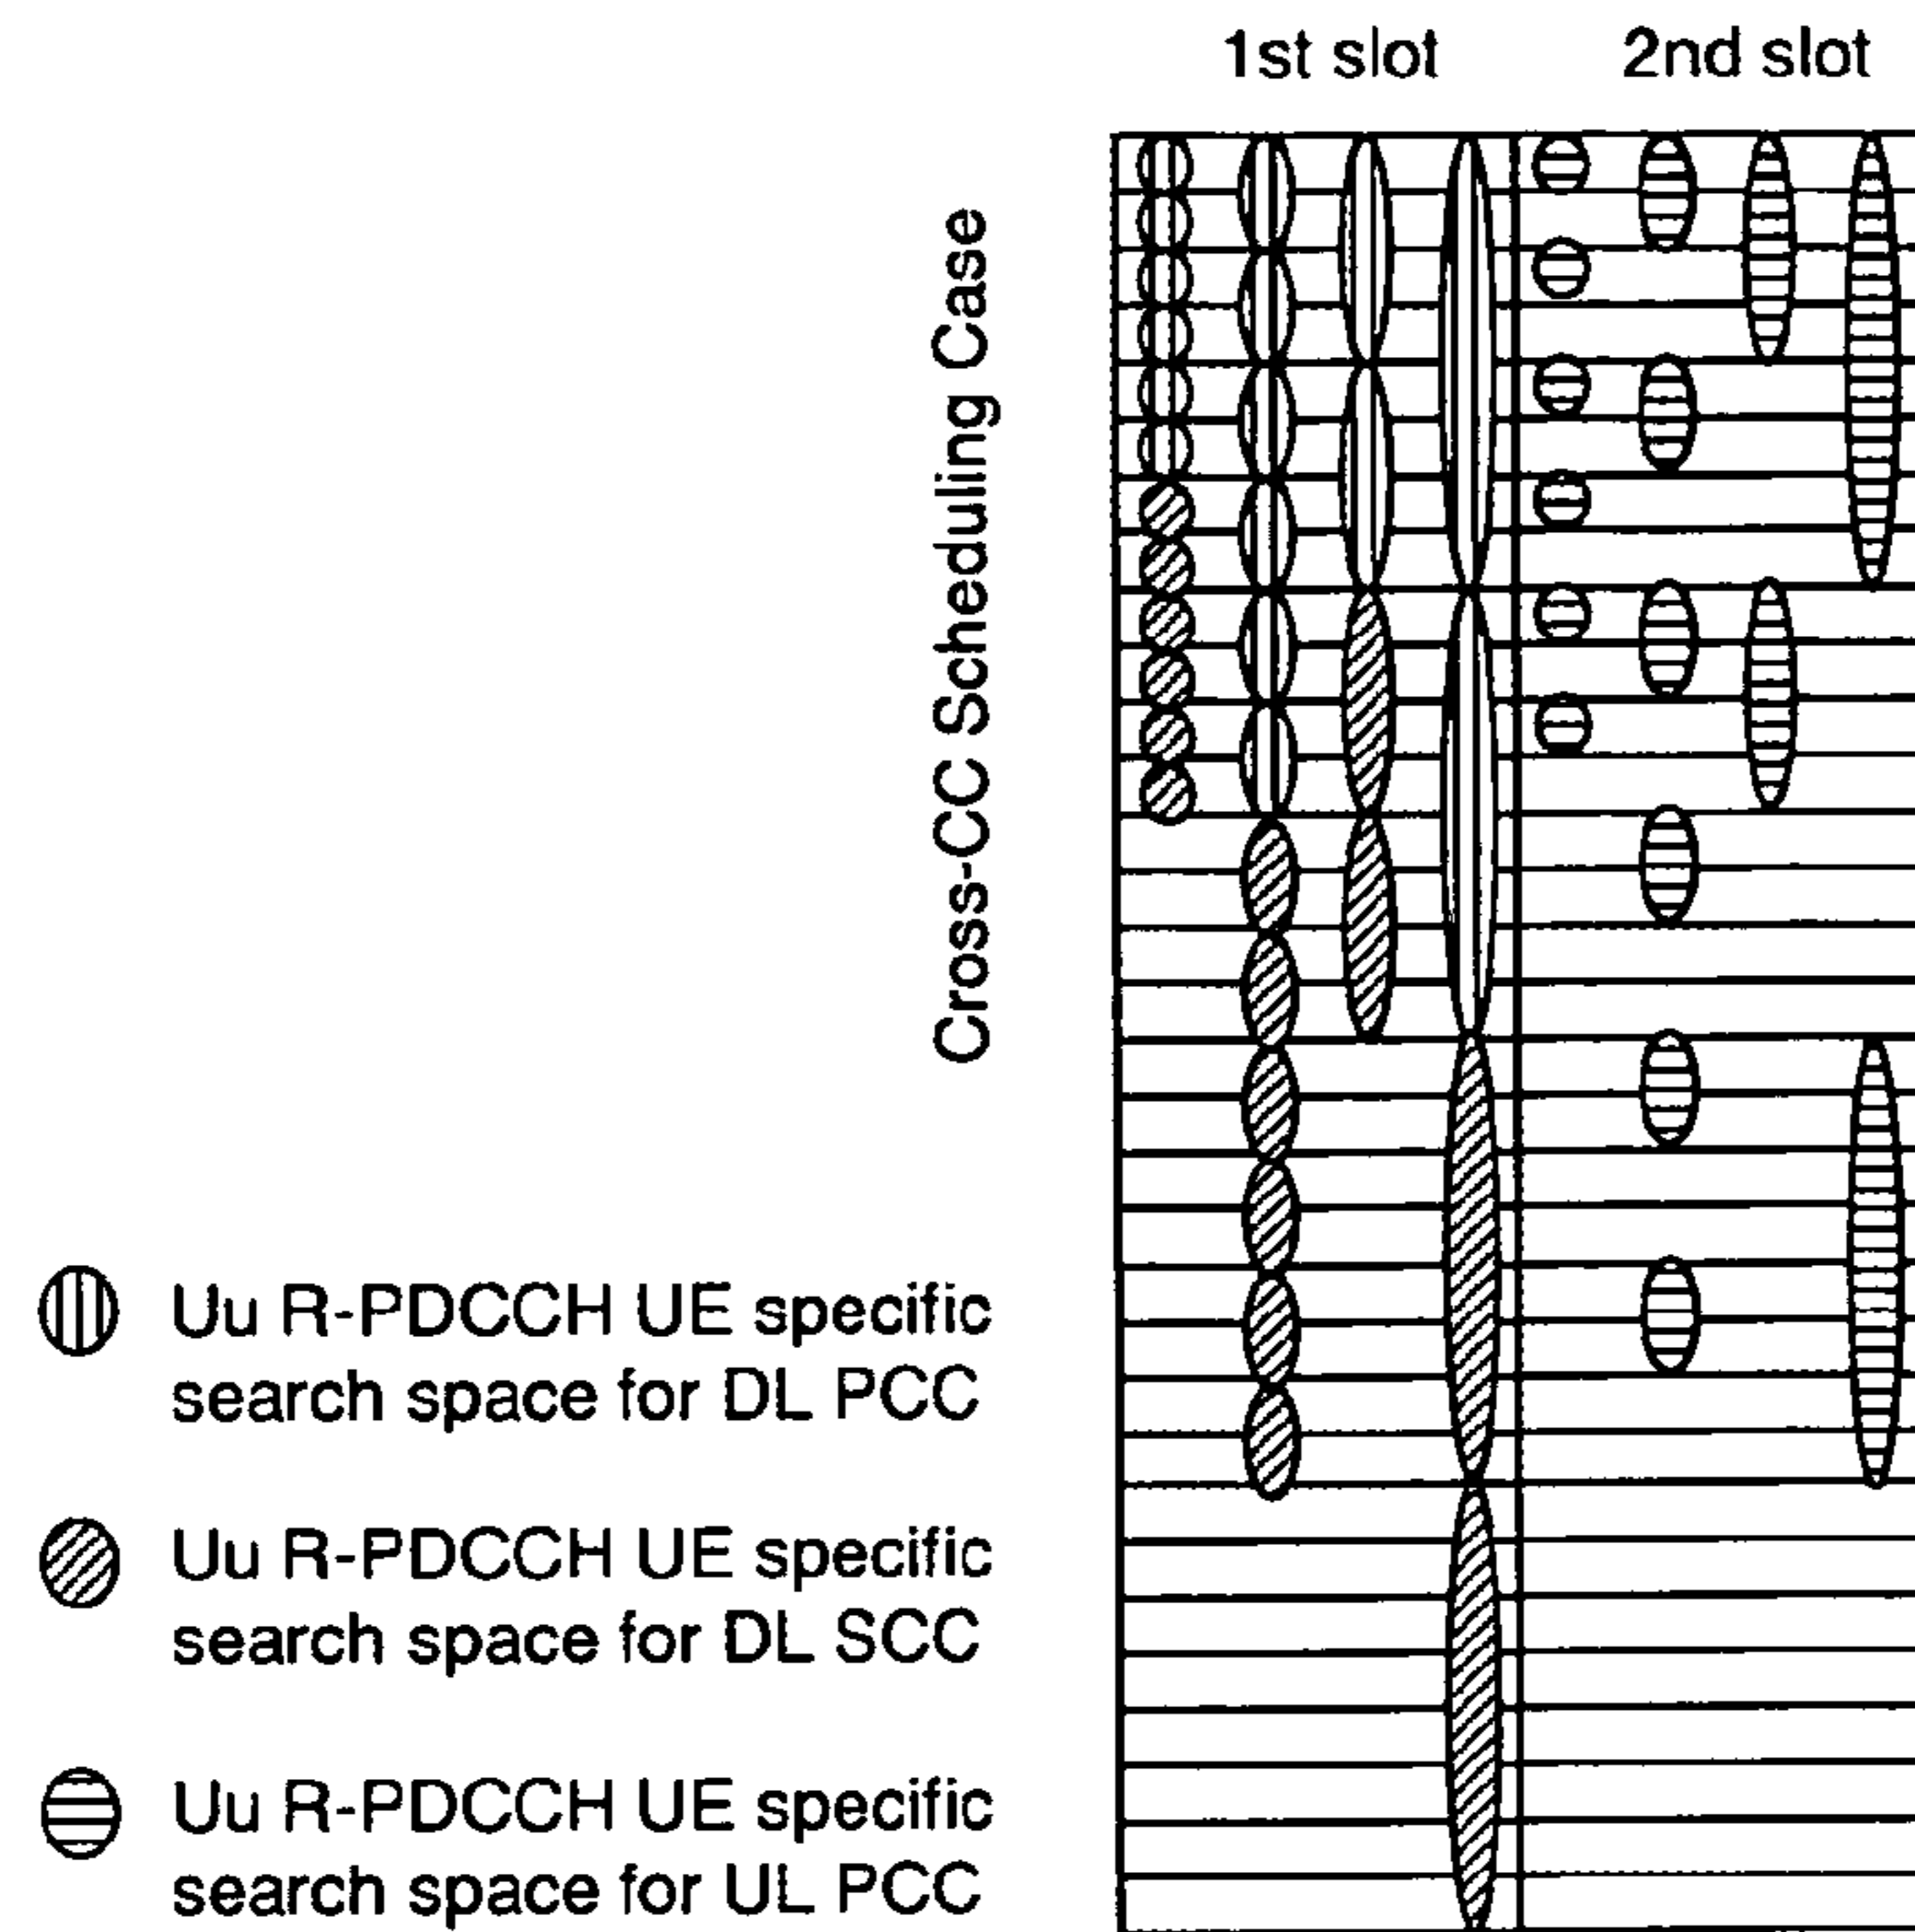 1st slot 2nd slot
Cross-CC Scheduling Case
Uu R-PDCCH UE specific
search space for DL PCC
Uu R-PDCCH UE specific
search space for DL SCC
Uu R-PDCCH UE specific
search space for UL PCC